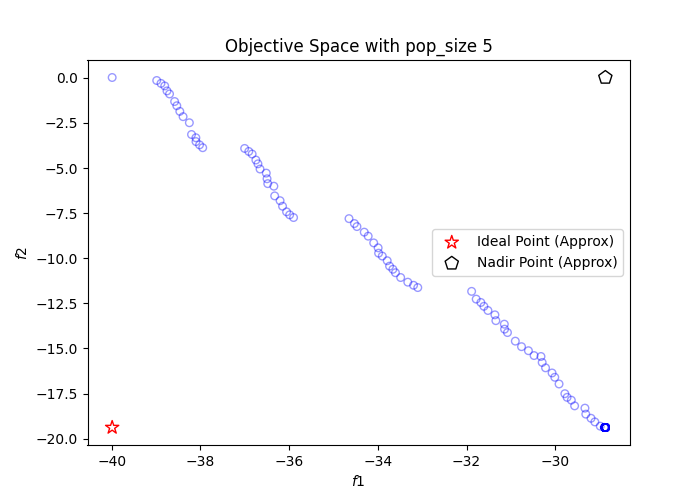 Objective Space with pop_size 5
0.0
−2.5
−5.0
−7.5
−10.0
−12.5
−15.0
−17.5
−20.0
f2
Ideal Point (Approx)
Nadir Point (Approx)
−40 −38 −36 −34 −32 −30
f1